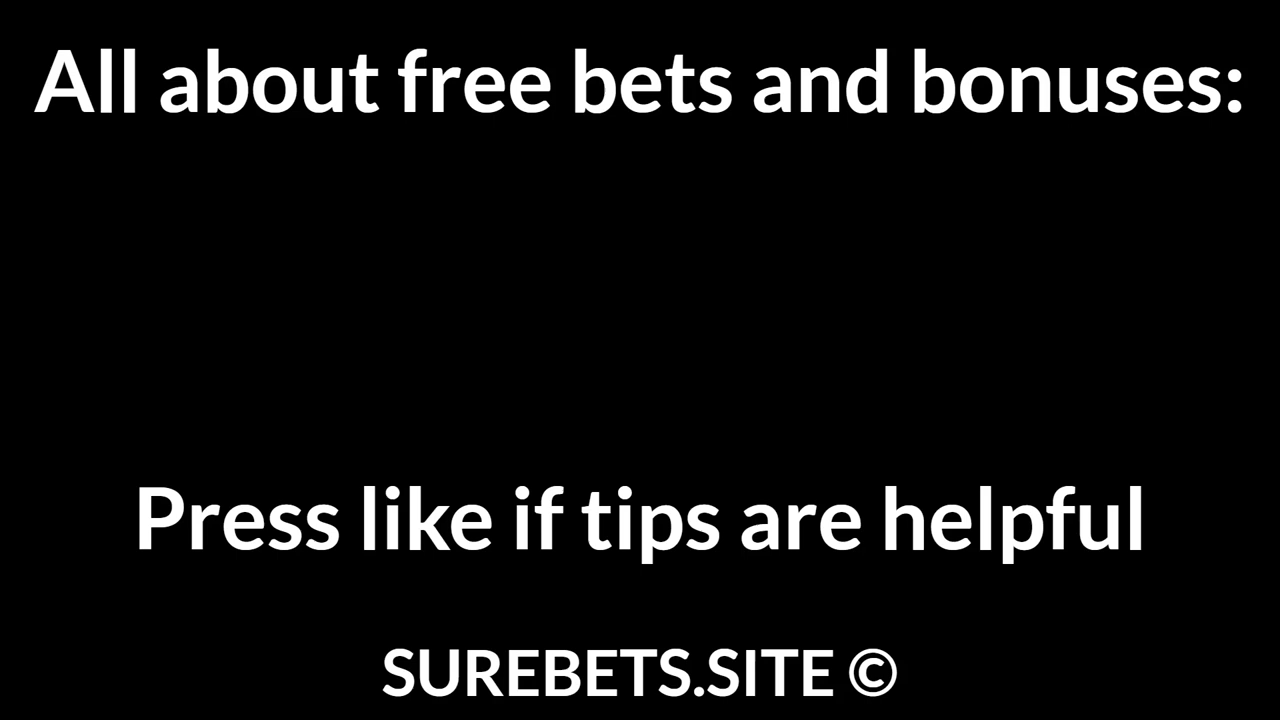 All about free bets and bonuses:
Press like if tips are helpful
SUREBETS.SITE ©